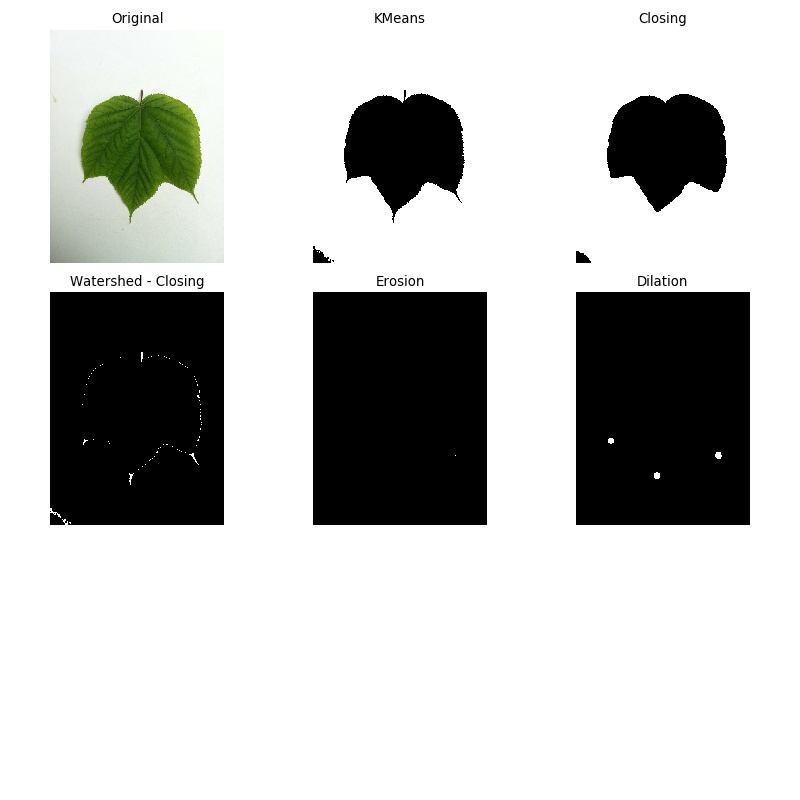 Original
KMeans
Closing
Watershed - Closing
Erosion
Dilation